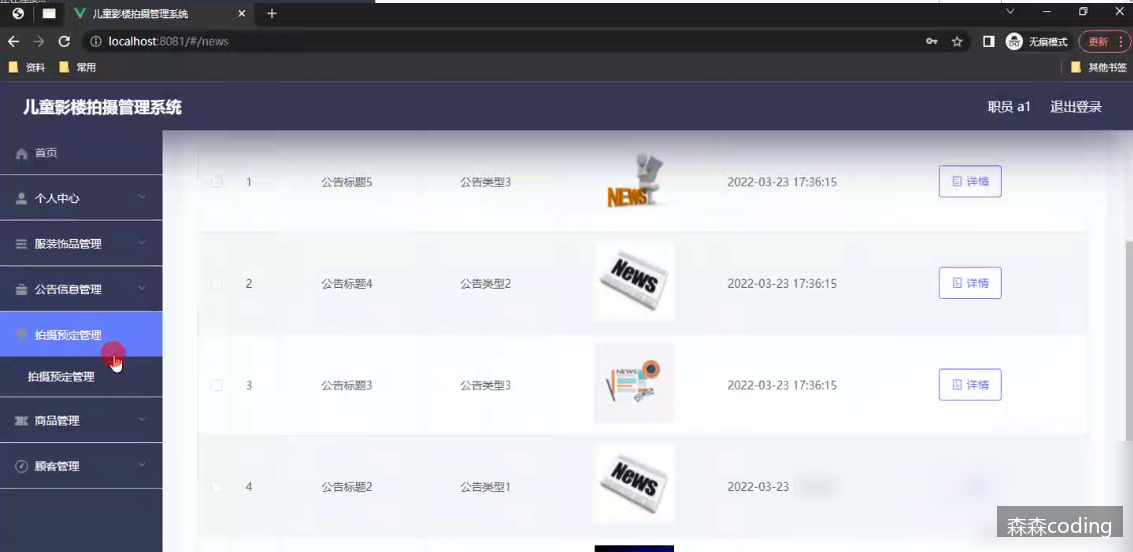 儿童影楼拍摄管理系统
localhost:8081/#/news
无痕模式
更新
资料
常用
其他书签
儿童影楼拍摄管理系统
职员 a1
退出登录
首页
个人中心
服装饰品管理
公告信息管理
拍摄预定管理
拍摄预定管理
商品管理
顾客管理
1 公告标题5 公告类型3 NEWS 2022-03-23 17:36:15 详情
2 公告标题4 公告类型2 News 2022-03-23 17:36:15 详情
3 公告标题3 公告类型3 NEWS 2022-03-23 17:36:15 详情
4 公告标题2 公告类型1 News 2022-03-23
森森coding